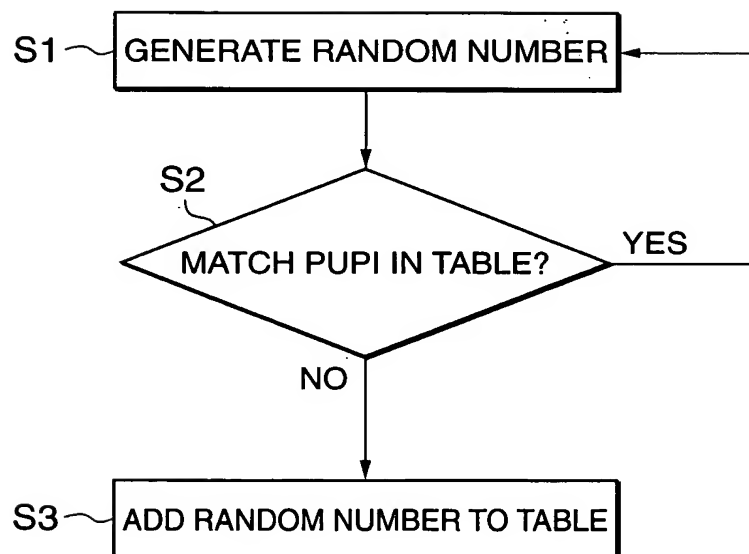 S1
GENERATE RANDOM NUMBER
S2
MATCH PUPI IN TABLE?
YES
NO
S3
ADD RANDOM NUMBER TO TABLE